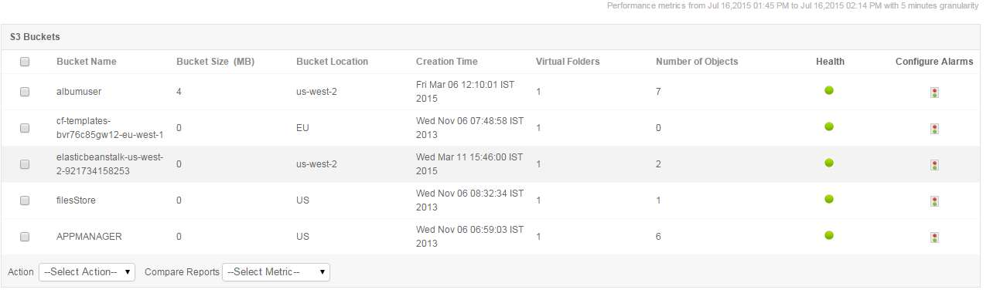 Performance metrics from Jul 16,2015 01:45 PM to Jul 16,2015 02:14 PM with 5 minutes granularity
S3 Buckets
Bucket Name Bucket Size (MB) Bucket Location Creation Time Virtual Folders Number of Objects Health Configure Alarms
albumuser 4 us-west-2 Fri Mar 06 12:10:01 IST 2015 1 7
cf-templates-bvr76c85gw12-eu-west-1 0 EU Wed Nov 06 07:48:58 IST 2013 1 0
elasticbeanstalk-us-west-2-921734158253 0 us-west-2 Wed Mar 11 15:46:00 IST 2015 1 2
filesStore 0 US Wed Nov 06 08:32:34 IST 2013 1 1
APPMANAGER 0 US Wed Nov 06 06:59:03 IST 2013 1 6
Action --Select Action-- Compare Reports --Select Metric--